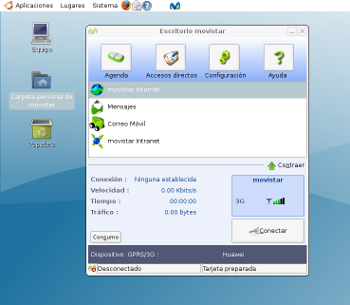 Aplicaciones Lugares Sistema
Escritorio movistar
Equipo
Carpeta personal de
movistar
Papelera
Agenda Accesos directos Configuración Ayuda
movistar Internet
Mensajes
Correo Móvil
movistar Intranet
Contraer
Conexión : Ninguna establecida
Velocidad : 0.00 Kbits/s
Tiempo : 00:00:00
Tráfico : 0.00 bytes
movistar
3G
Consumo
Conectar
Dispositivo GPRS/3G : Huawei
Desconectado Tarjeta preparada